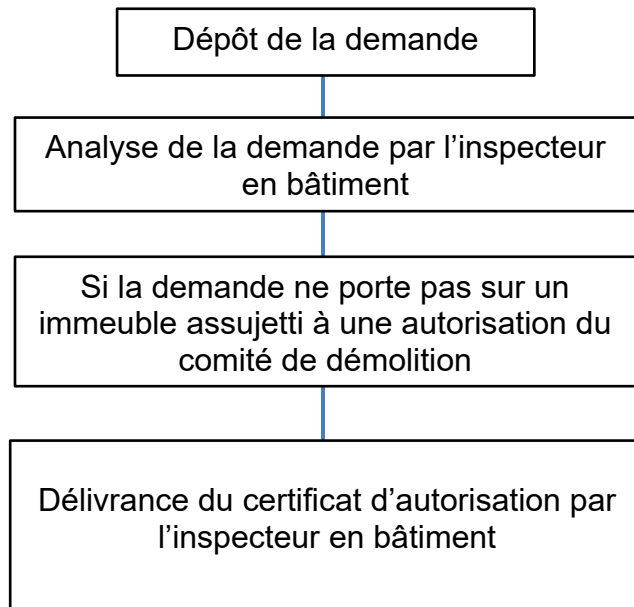 Dépôt de la demande
Analyse de la demande par l’inspecteur
en bâtiment
Si la demande ne porte pas sur un
immeuble assujetti à une autorisation du
comité de démolition
Délivrance du certificat d’autorisation par
l’inspecteur en bâtiment